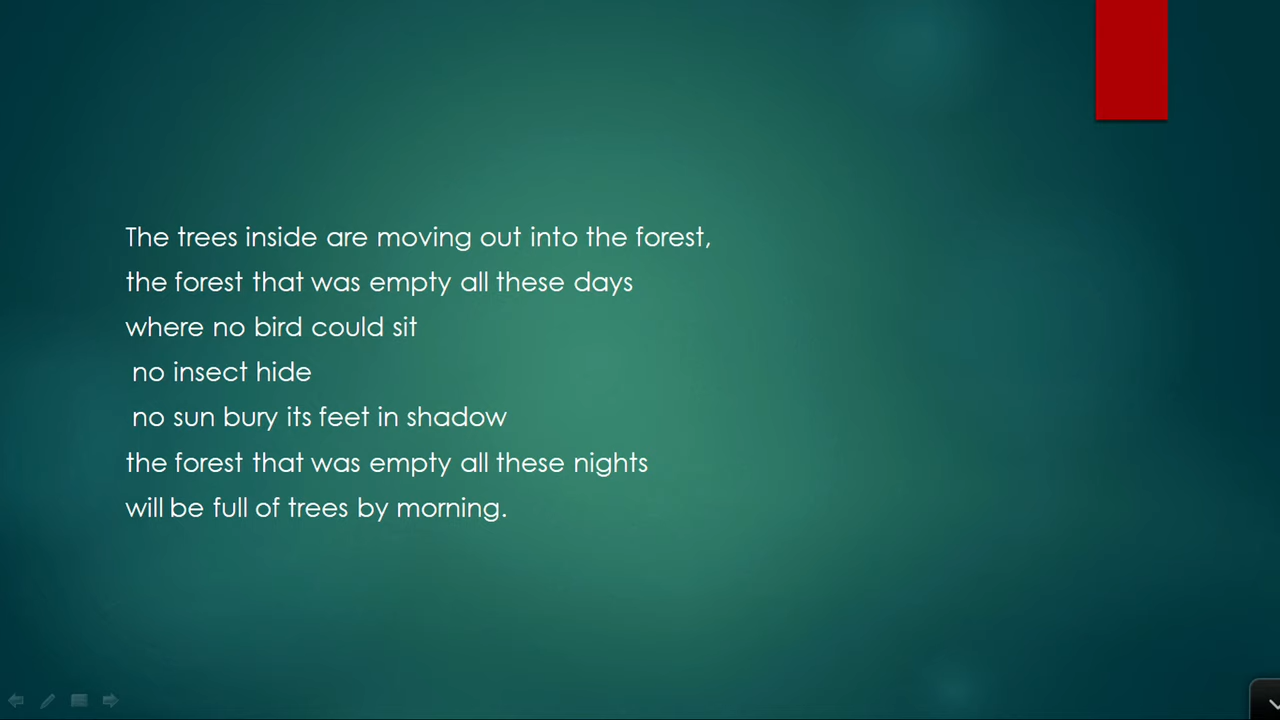 The trees inside are moving out into the forest,
the forest that was empty all these days
where no bird could sit
no insect hide
no sun bury its feet in shadow
the forest that was empty all these nights
will be full of trees by morning.